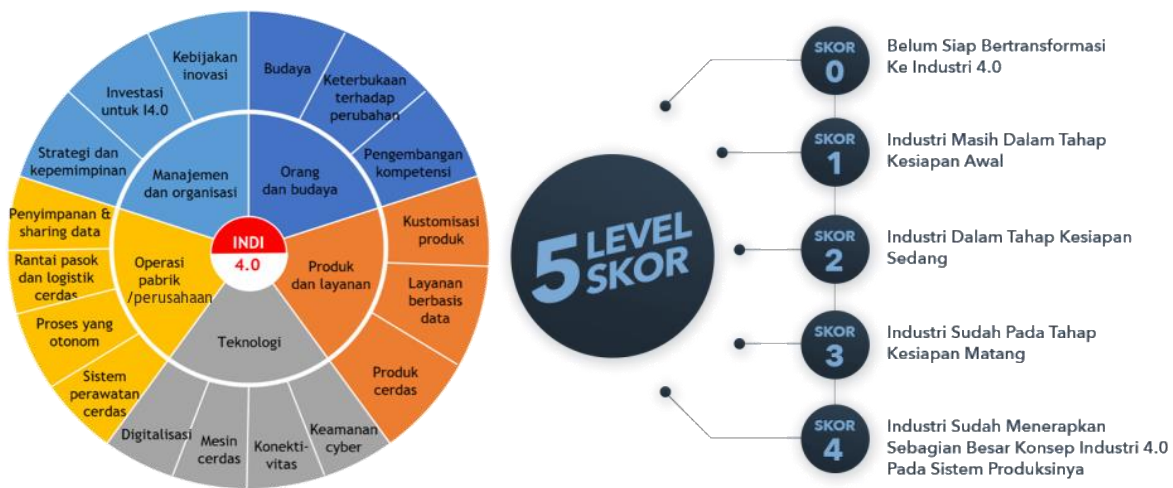 Kebijakan
inovasi
Budaya
Investasi
untuk I4.0
Keterbukaan
terhadap
perubahan
Strategi dan
kepemimpinan
Manajemen
dan organisasi
Orang
dan budaya
Pengembangan
kompetensi
Penyimpanan &
sharing data
INDI
4.0
Kustomisasi
produk
Rantai pasok
dan logistik
cerdas
Operasi
pabrik
/perusahaan
Produk
dan layanan
Layanan
berbasis
data
Proses yang
otonom
Teknologi
Sistem
perawatan
cerdas
Produk
cerdas
Digitalisasi
Mesin
cerdas
Konekti-
vitas
Keamanan
cyber
5 LEVEL
SKOR
SKOR
0
Belum Siap Bertransformasi
Ke Industri 4.0
SKOR
1
Industri Masih Dalam Tahap
Kesiapan Awal
SKOR
2
Industri Dalam Tahap Kesiapan
Sedang
SKOR
3
Industri Sudah Pada Tahap
Kesiapan Matang
SKOR
4
Industri Sudah Menerapkan
Sebagian Besar Konsep Industri 4.0
Pada Sistem Produksinya